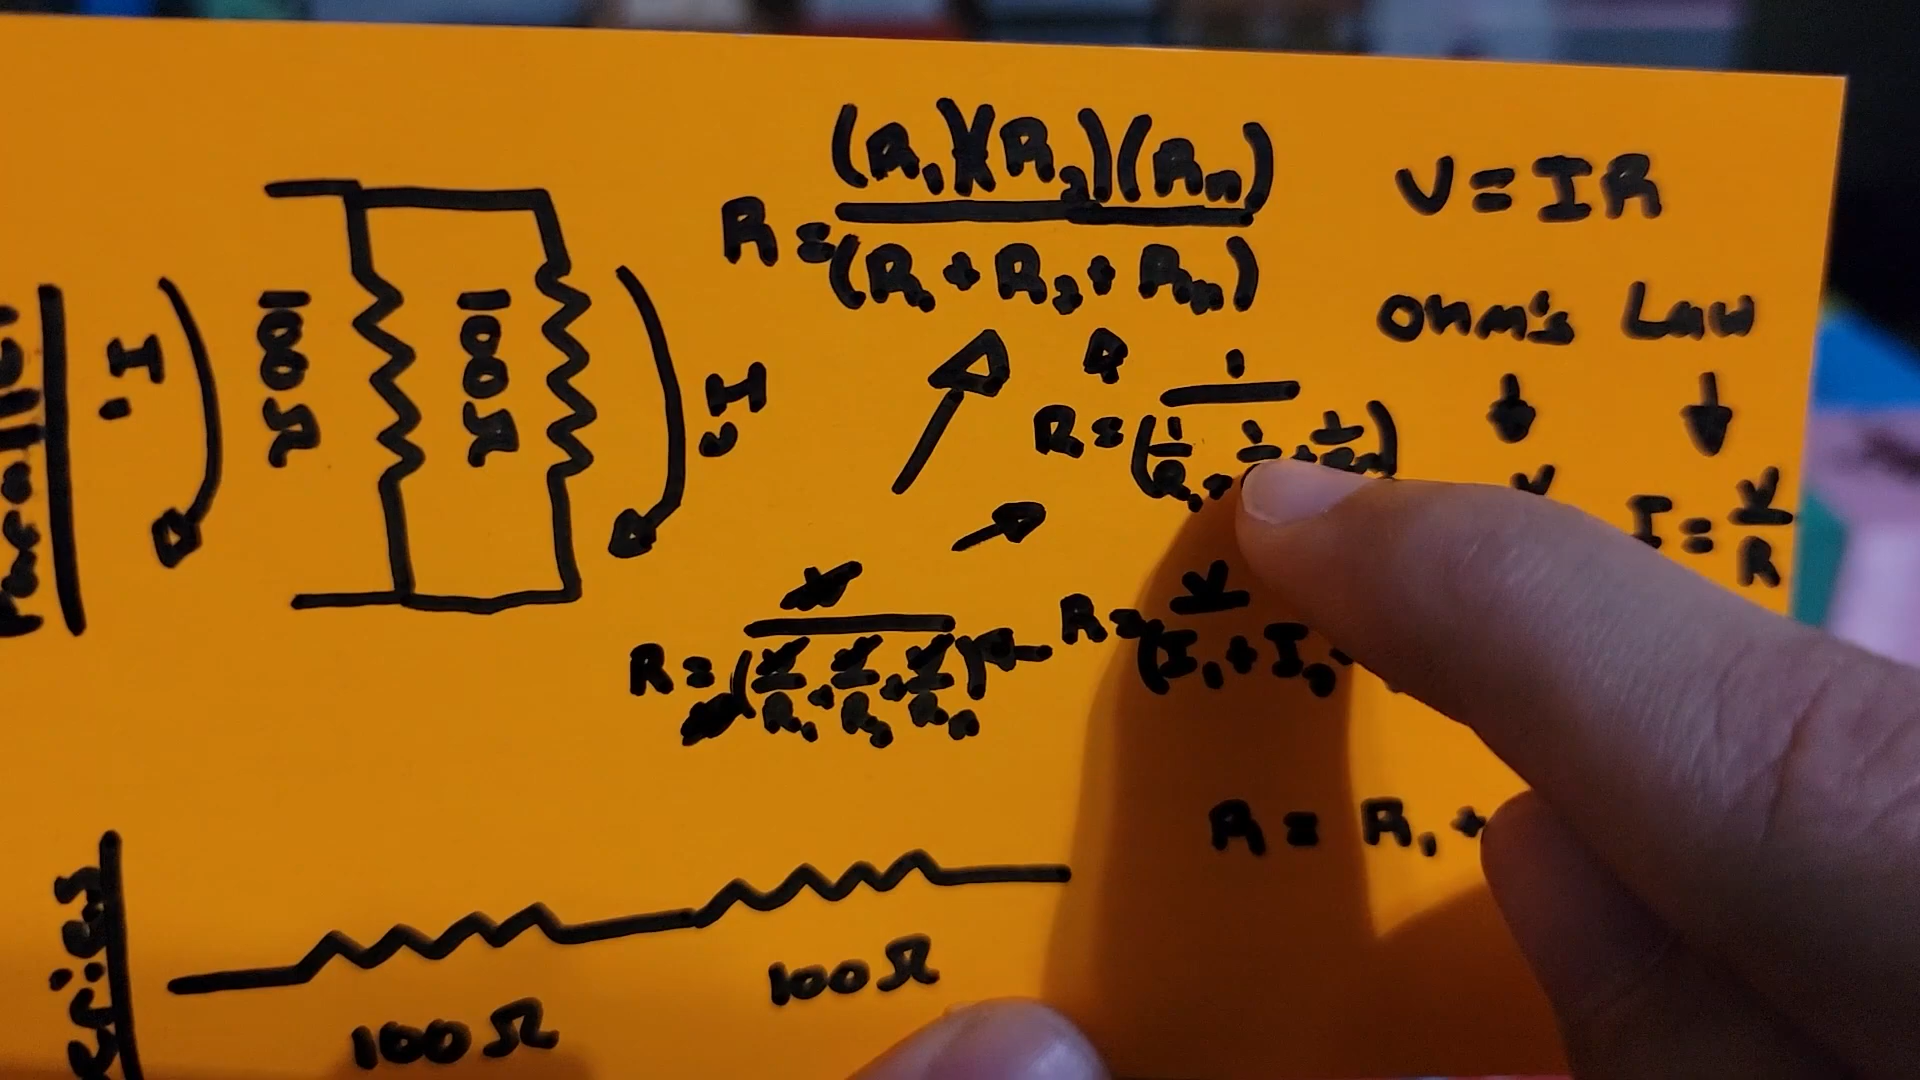 Parallel
I₁
100Ω
100Ω
I₂
R = (R₁)(R₂)(Rₙ) / (R₁ + R₂ + Rₙ)
V = IR
Ohm's Law
R = 1 / (1/R₁ + 1/ + 1/Rₙ)
V
I = V/R
R = V / (V/R₁ + V/R₂ + V/Rₙ)
R = V / (I₁ + I₂
Series
100Ω
100Ω
R = R₁ +